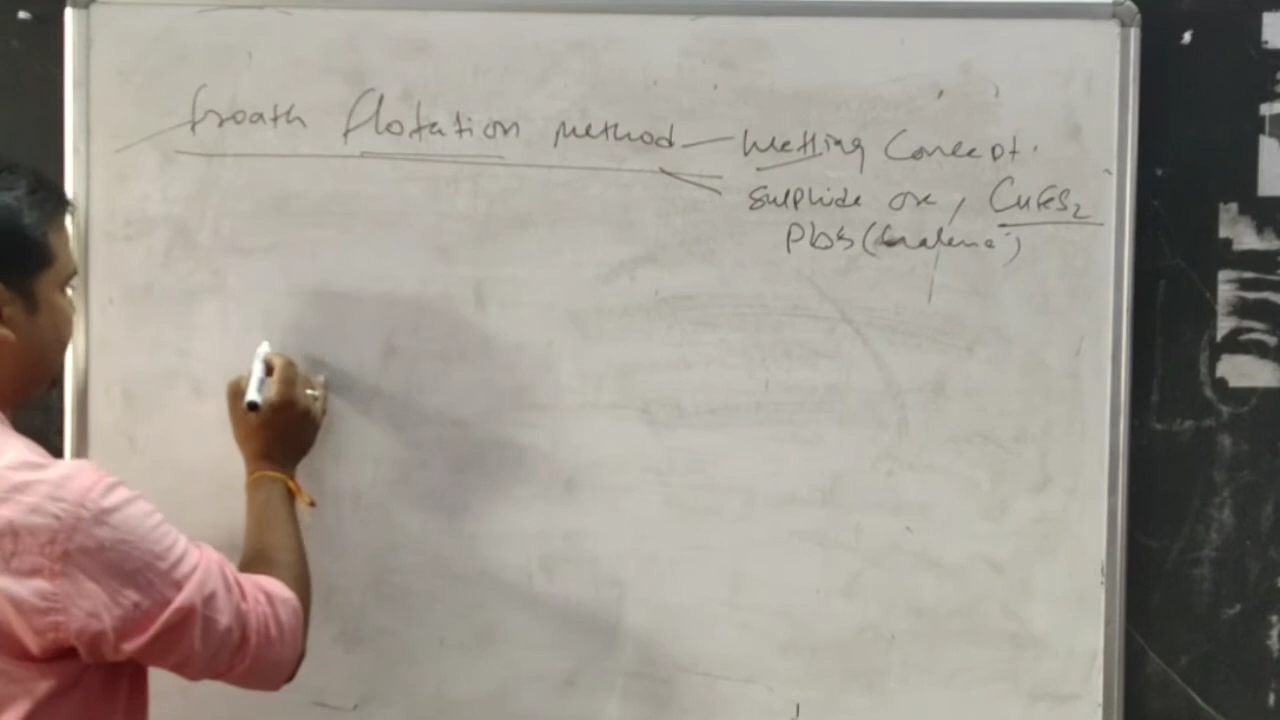 froath flotation method — Wetting Concept.
Sulphide ore, CuFeS2
PbS (Galena)